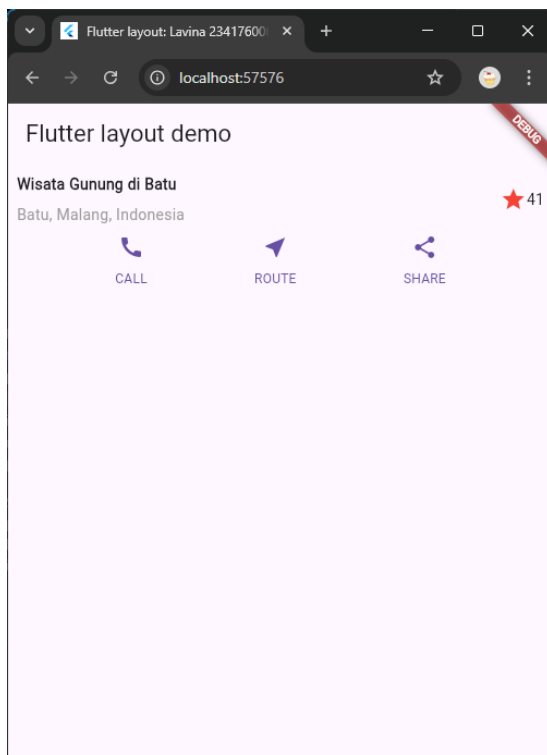 Flutter layout: Lavina 23417600
localhost:57576
Flutter layout demo
DEBUG
Wisata Gunung di Batu
Batu, Malang, Indonesia
41
CALL ROUTE SHARE